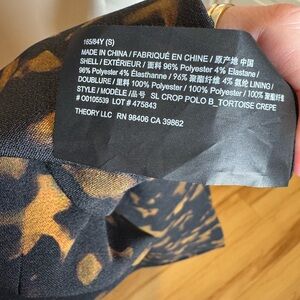 165/84Y (S)
MADE IN CHINA / FABRIQUÉ EN CHINE / 原产地 中国
SHELL / EXTÉRIEUR / 面料 96% Polyester 4% Elastane /
96% Polyester 4% Élasthanne / 96% 聚酯纤维 4% 氨纶 LINING /
DOUBLURE / 里料 100% Polyester / 100% Polyester / 100% 聚酯纤维
STYLE / MODÈLE / 品号 SL CROP POLO B_TORTOISE CREPE
# O0105539 LOT # 475843
THEORY LLC RN 98406 CA 39862